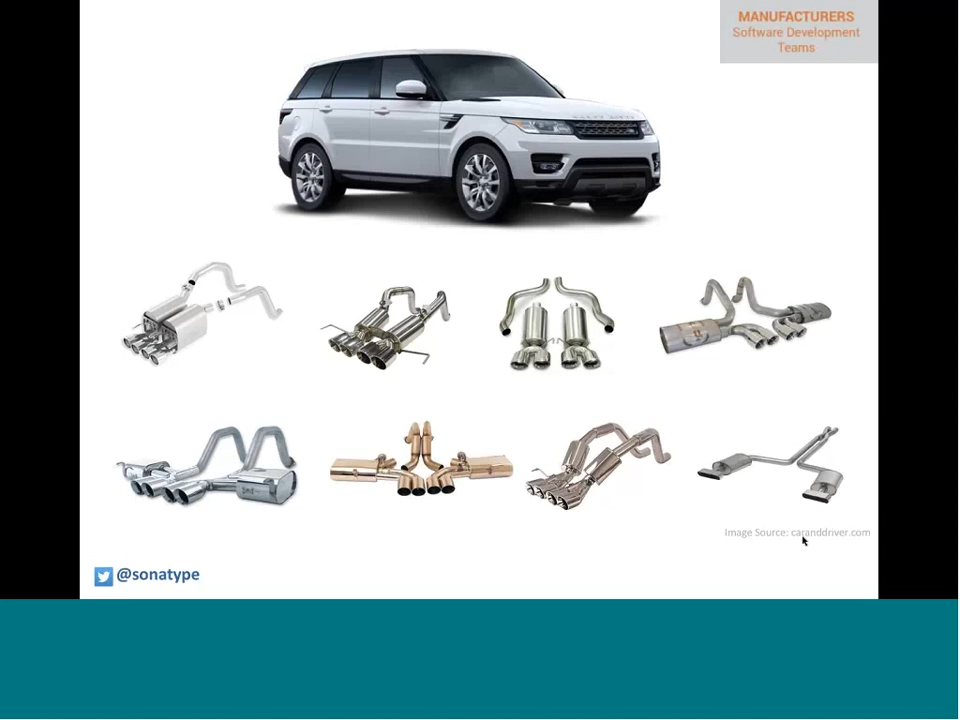 MANUFACTURERS
Software Development
Teams
Image Source: caranddriver.com
@sonatype